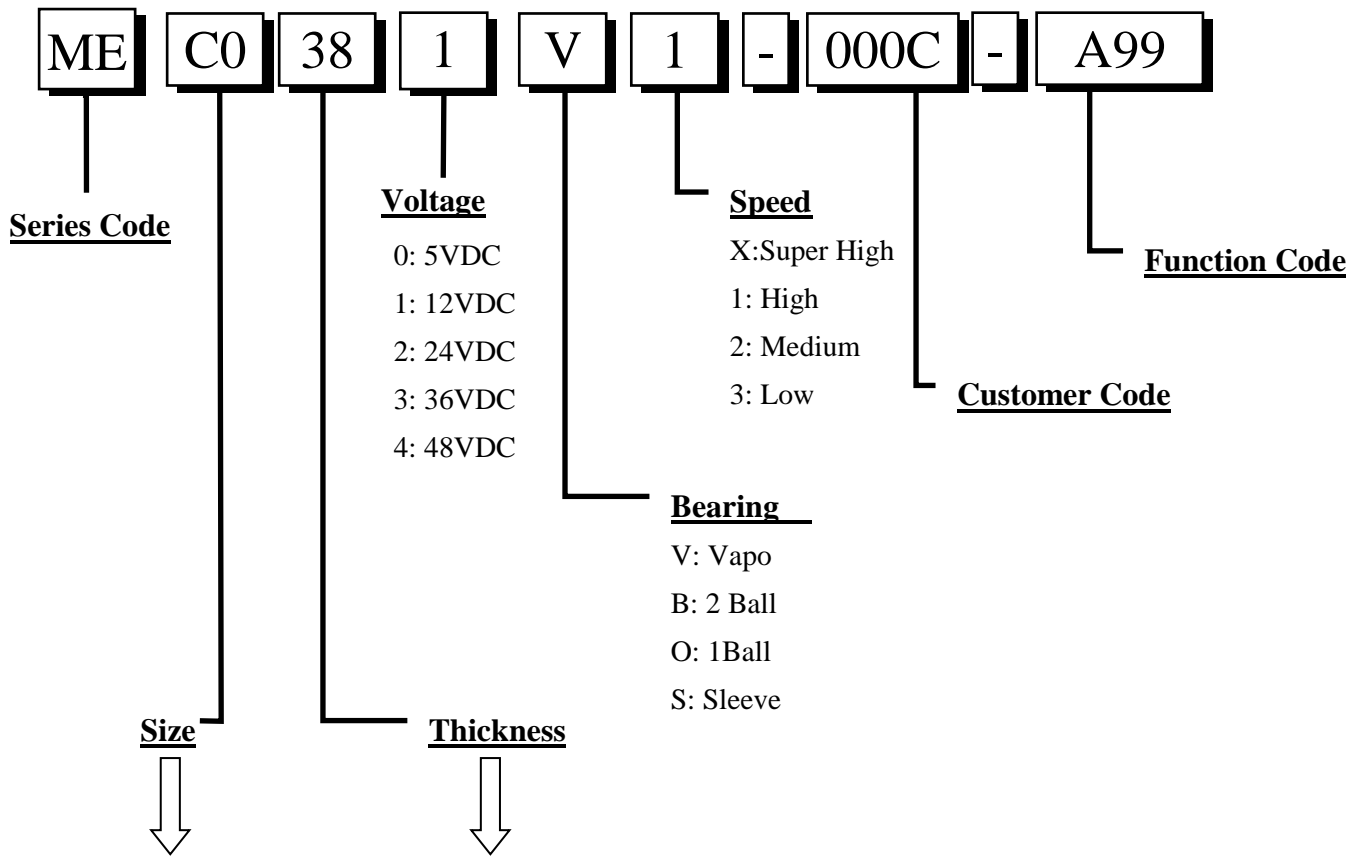 ME C0 38 1 V 1 - 000C - A99
Series Code
Voltage
0: 5VDC
1: 12VDC
2: 24VDC
3: 36VDC
4: 48VDC
Speed
X:Super High
1: High
2: Medium
3: Low
Function Code
Customer Code
Bearing
V: Vapo
B: 2 Ball
O: 1Ball
S: Sleeve
Size
Thickness